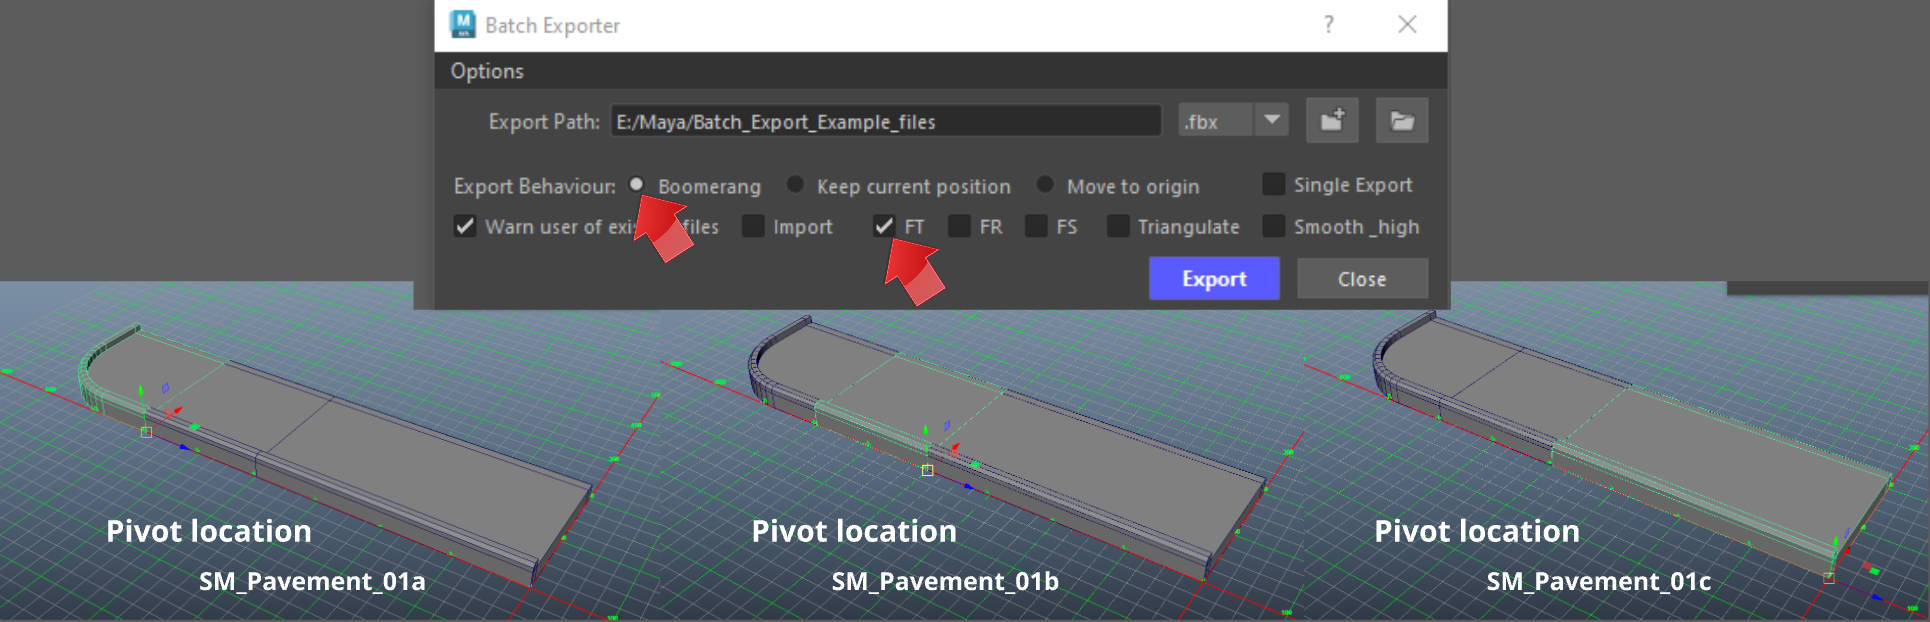 Batch Exporter ?
Options
Export Path: E:/Maya/Batch_Export_Example_files .fbx
Export Behaviour: Boomerang Keep current position Move to origin Single Export
Warn user of exi files Import FT FR FS Triangulate Smooth _high
Export Close
Pivot location Pivot location Pivot location
SM_Pavement_01a SM_Pavement_01b SM_Pavement_01c